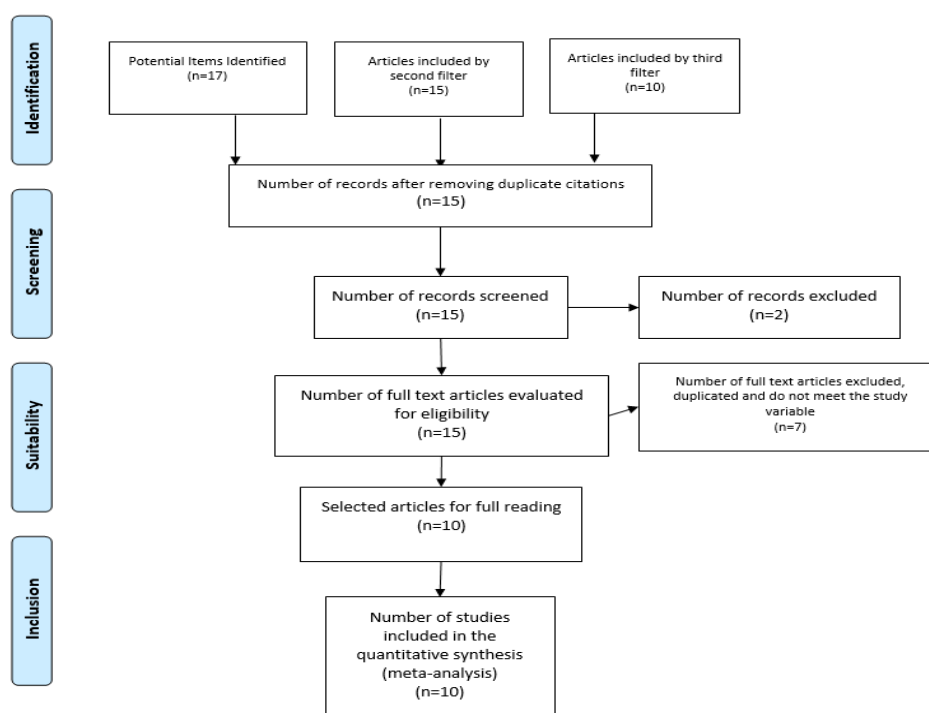 Identification
Potential Items Identified
(n=17)
Articles included by
second filter
(n=15)
Articles included by third
filter
(n=10)
Number of records after removing duplicate citations
(n=15)
Screening
Number of records screened
(n=15)
Number of records excluded
(n=2)
Suitability
Number of full text articles evaluated
for eligibility
(n=15)
Number of full text articles excluded,
duplicated and do not meet the study
variable
(n=7)
Selected articles for full reading
(n=10)
Inclusion
Number of studies
included in the
quantitative synthesis
(meta-analysis)
(n=10)